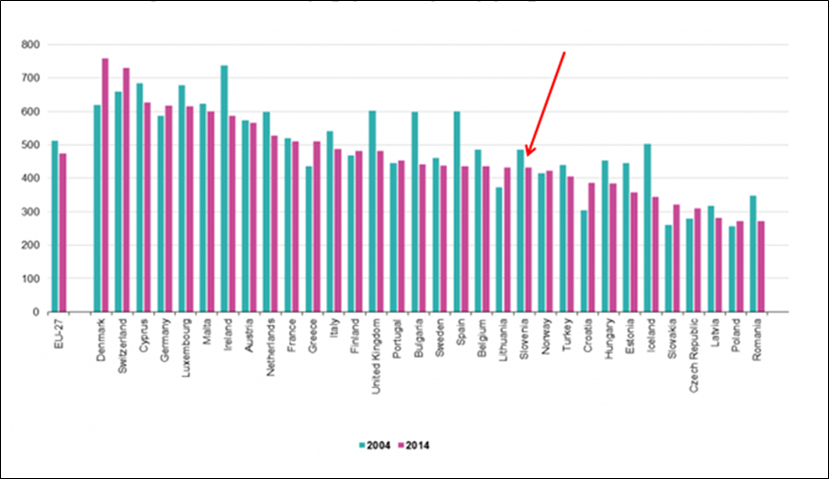 800
700
600
500
400
300
200
100
0
EU-27
Denmark
Switzerland
Cyprus
Germany
Luxembourg
Malta
Ireland
Austria
Netherlands
France
Greece
Italy
Finland
United Kingdom
Portugal
Bulgaria
Sweden
Spain
Belgium
Lithuania
Slovenia
Norway
Turkey
Croatia
Hungary
Estonia
Iceland
Slovakia
Czech Republic
Latvia
Poland
Romania
2004 2014